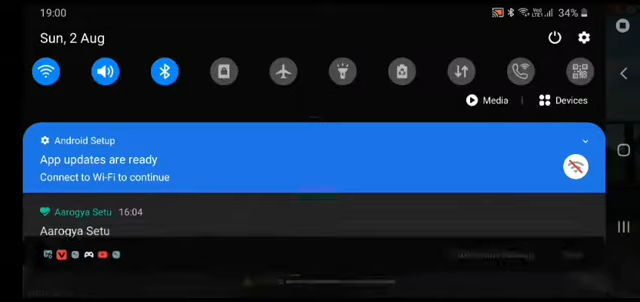 19:00
34%
Sun, 2 Aug
Media
Devices
Android Setup
App updates are ready
Connect to Wi-Fi to continue
Aarogya Setu 16:04
Aarogya Setu